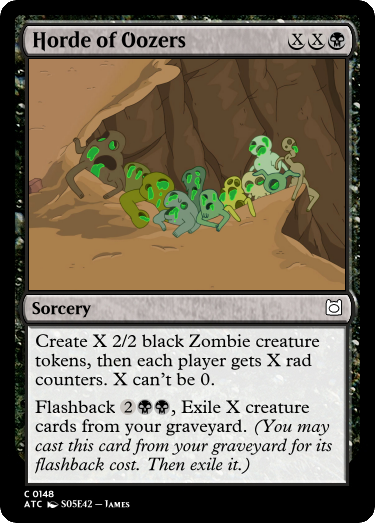 Horde of Oozers XX
Sorcery
Create X 2/2 black Zombie creature
tokens, then each player gets X rad
counters. X can't be 0.
Flashback 2, Exile X creature
cards from your graveyard. (You may
cast this card from your graveyard for its
flashback cost. Then exile it.)
C 0148
ATC S05E42 – James